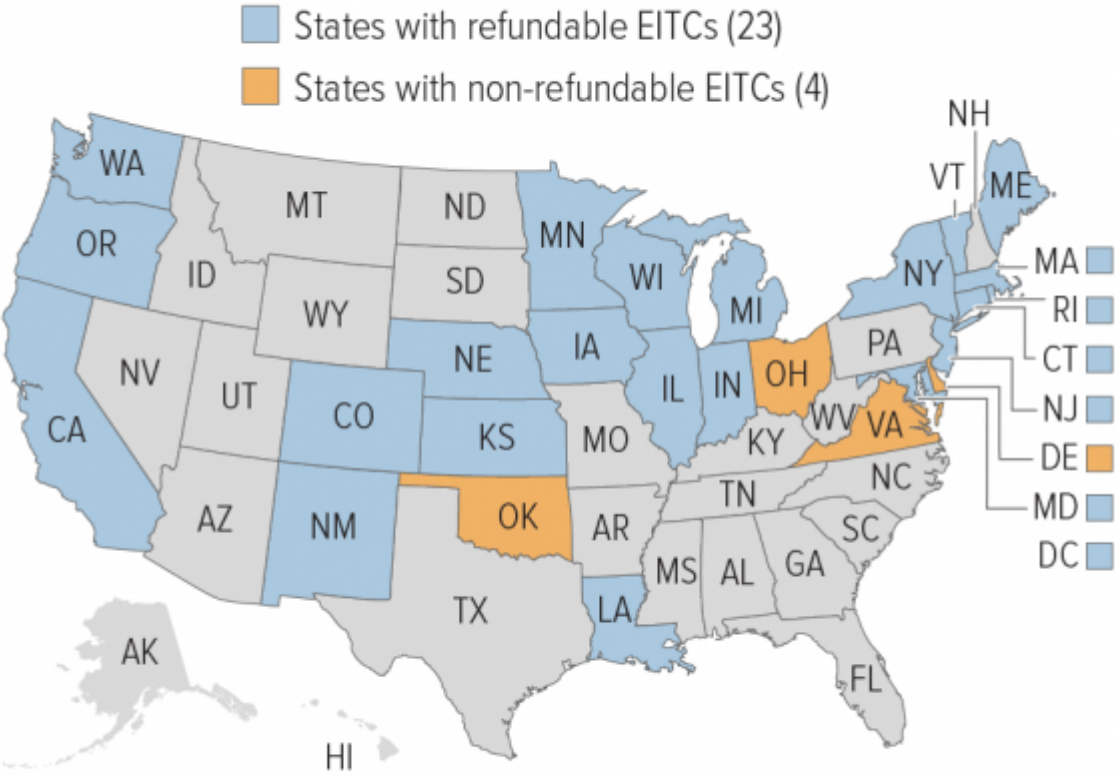 States with refundable EITCs (23)
States with non-refundable EITCs (4)
NH
VT
ME
WA
MT
ND
MN
OR
ID
SD
WI
NY
MA
WY
MI
RI
NV
UT
NE
IA
PA
CT
CA
CO
KS
IL
IN
OH
NJ
MO
KY
WV
VA
DE
AZ
NM
OK
AR
TN
NC
MD
SC
DC
MS
AL
GA
TX
LA
AK
FL
HI